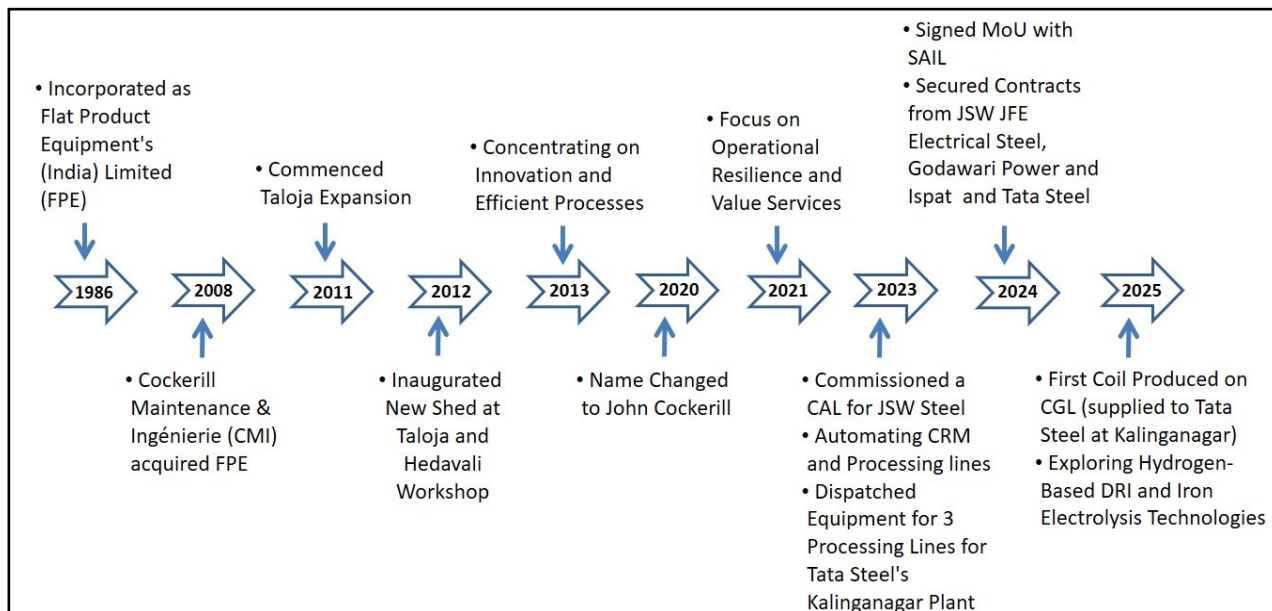 • Incorporated as
Flat Product
Equipment's
(India) Limited
(FPE)
• Commenced
Taloja Expansion
• Concentrating on
Innovation and
Efficient Processes
• Focus on
Operational
Resilience and
Value Services
• Signed MoU with
SAIL
• Secured Contracts
from JSW JFE
Electrical Steel,
Godawari Power and
Ispat and Tata Steel
1986
2008
2011
2012
2013
2020
2021
2023
2024
2025
• Cockerill
Maintenance &
Ingénierie (CMI)
acquired FPE
• Inaugurated
New Shed at
Taloja and
Hedavali
Workshop
• Name Changed
to John Cockerill
• Commissioned a
CAL for JSW Steel
• Automating CRM
and Processing lines
• Dispatched
Equipment for 3
Processing Lines for
Tata Steel's
Kalinganagar Plant
• First Coil Produced on
CGL (supplied to Tata
Steel at Kalinganagar)
• Exploring Hydrogen-
Based DRI and Iron
Electrolysis Technologies